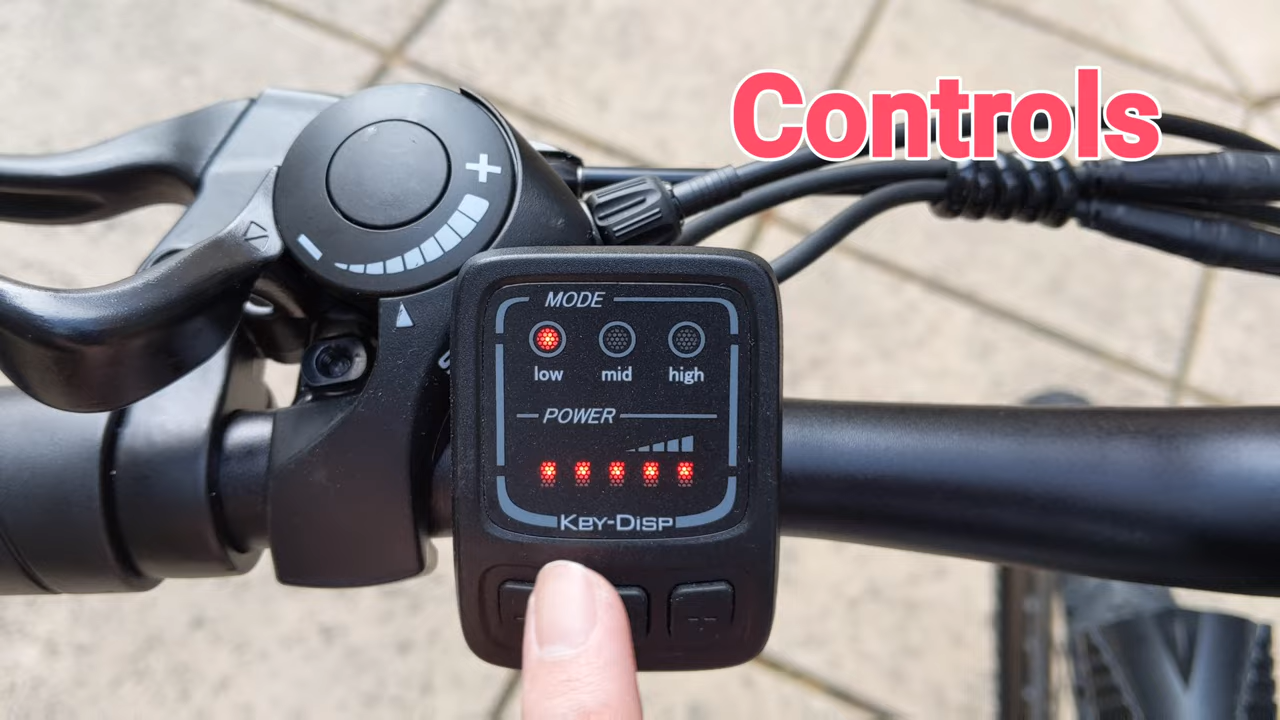 Controls
+
−
MODE
low mid high
POWER
KEY-DISP